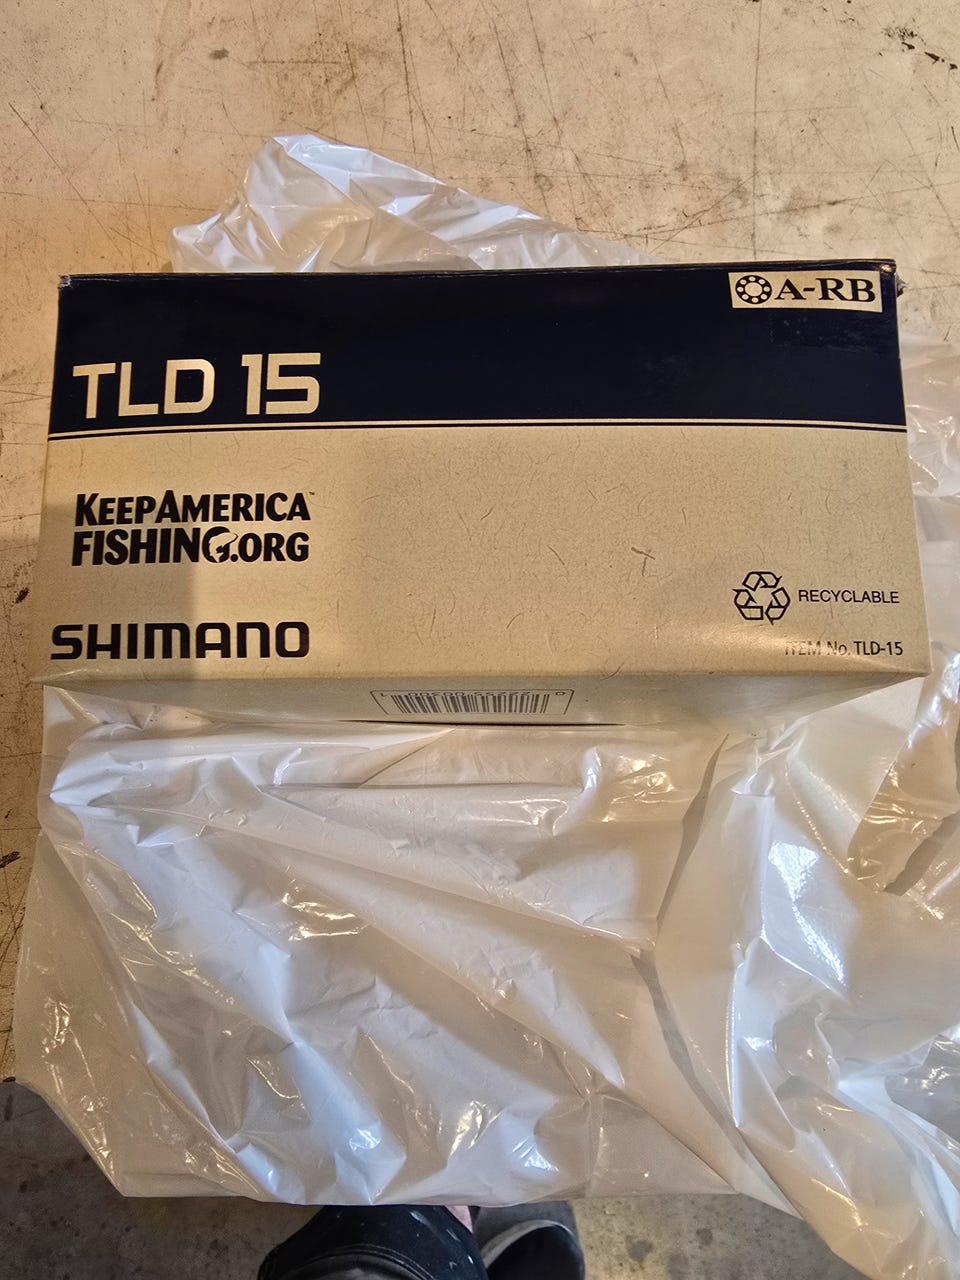 A-RB
TLD 15
KEEPAMERICA™
FISHING.ORG
RECYCLABLE
SHIMANO
ITEM No. TLD-15